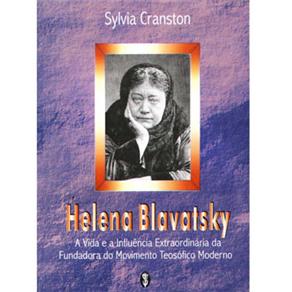 Sylvia Cranston
Helena Blavatsky
A Vida e a Influência Extraordinária da
Fundadora do Movimento Teosófico Moderno